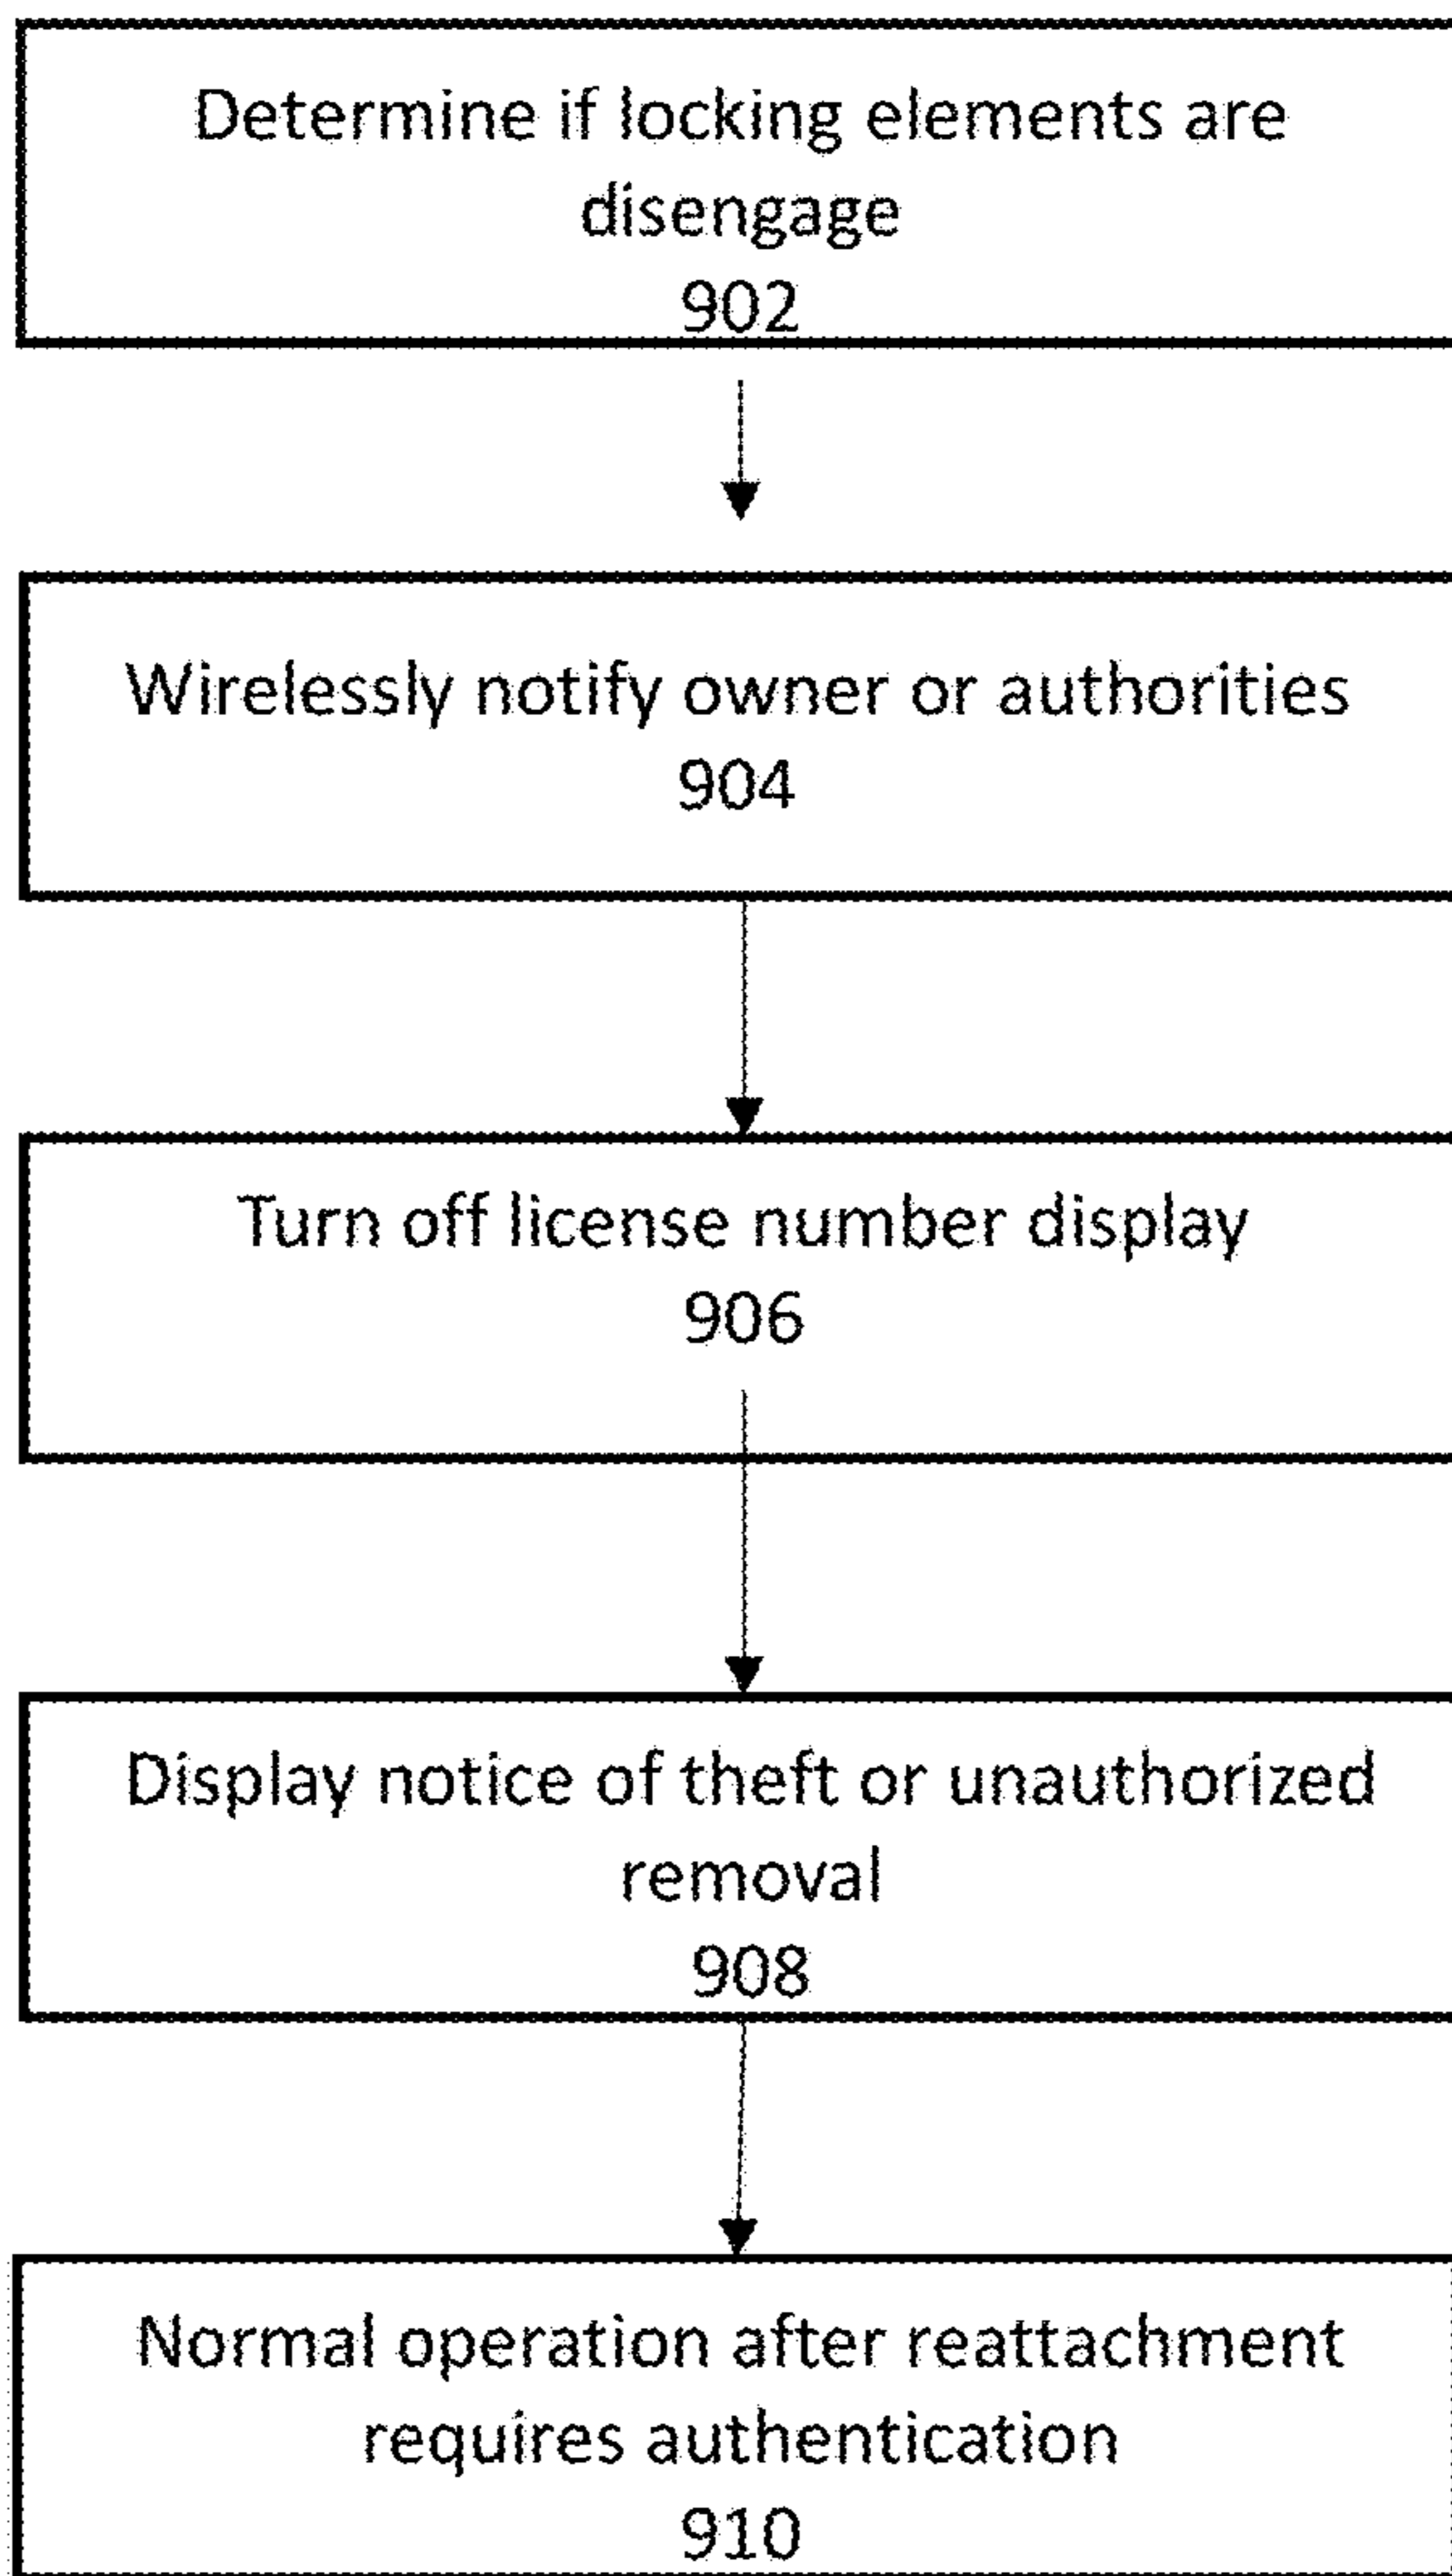 Determine if locking elements are
disengage
902
Wirelessly notify owner or authorities
904
Turn off license number display
906
Display notice of theft or unauthorized
removal
908
Normal operation after reattachment
requires authentication
910